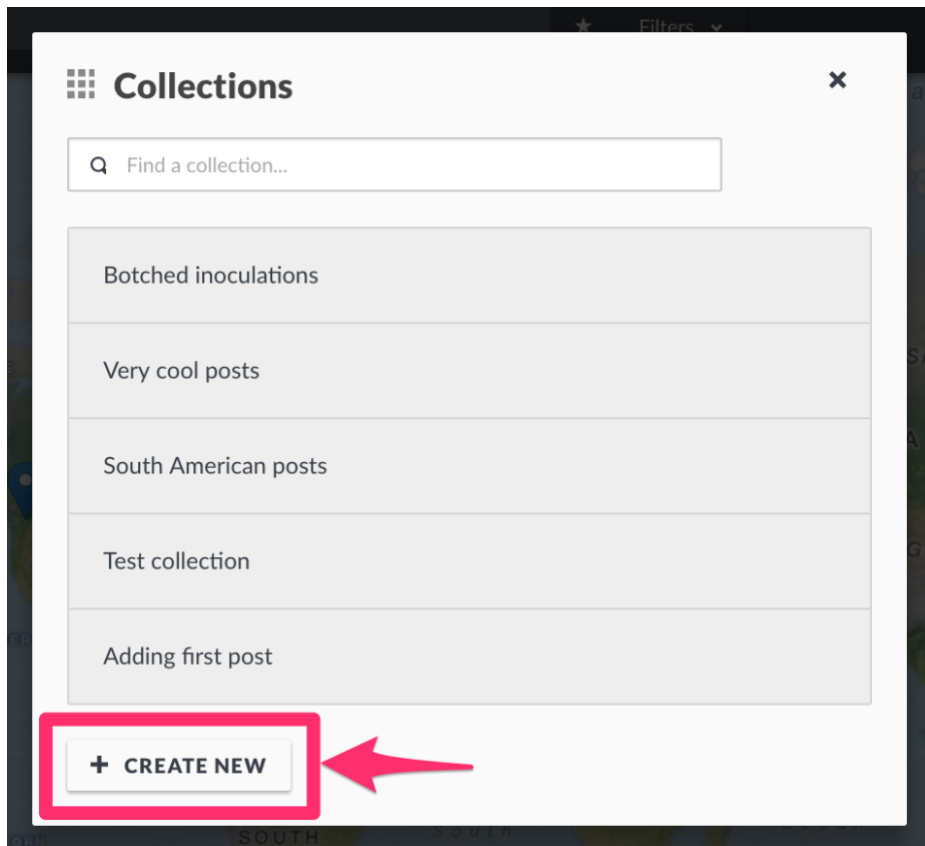 Filters
Collections
Find a collection...
Botched inoculations
Very cool posts
South American posts
Test collection
Adding first post
+ CREATE NEW
SOUTH
South